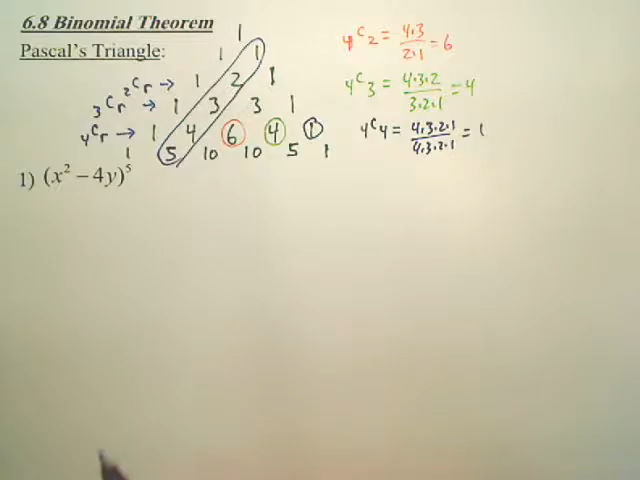 6.8 Binomial Theorem
Pascal's Triangle:
1
1 1
₂Cr → 1 2 1
₃Cr → 1 3 3 1
₄Cr → 1 4 6 4 1
1 5 10 10 5 1
₄C₂ = 4·3 / 2·1 = 6
₄C₃ = 4·3·2 / 3·2·1 = 4
₄C₄ = 4·3·2·1 / 4·3·2·1 = 1
1) (x² − 4y)⁵